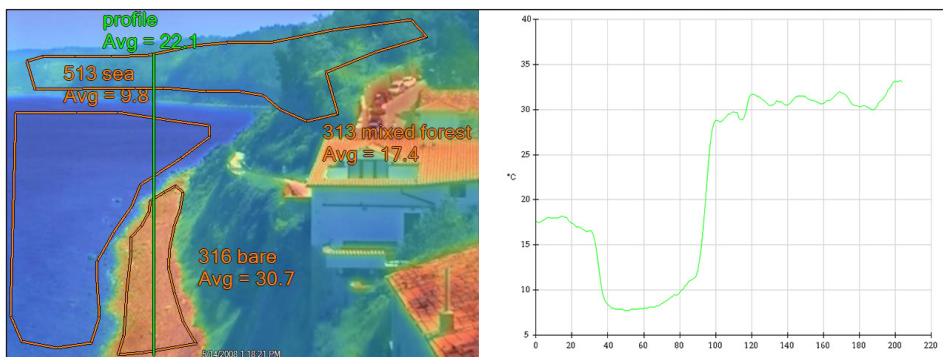 profile
Avg = 22.1
513 sea
Avg = 9.8
313 mixed forest
Avg = 17.4
316 bare
Avg = 30.7
5/14/2008 1:18:21 PM
40
35
30
25
°C
20
15
10
5
0 20 40 60 80 100 120 140 160 180 200 220